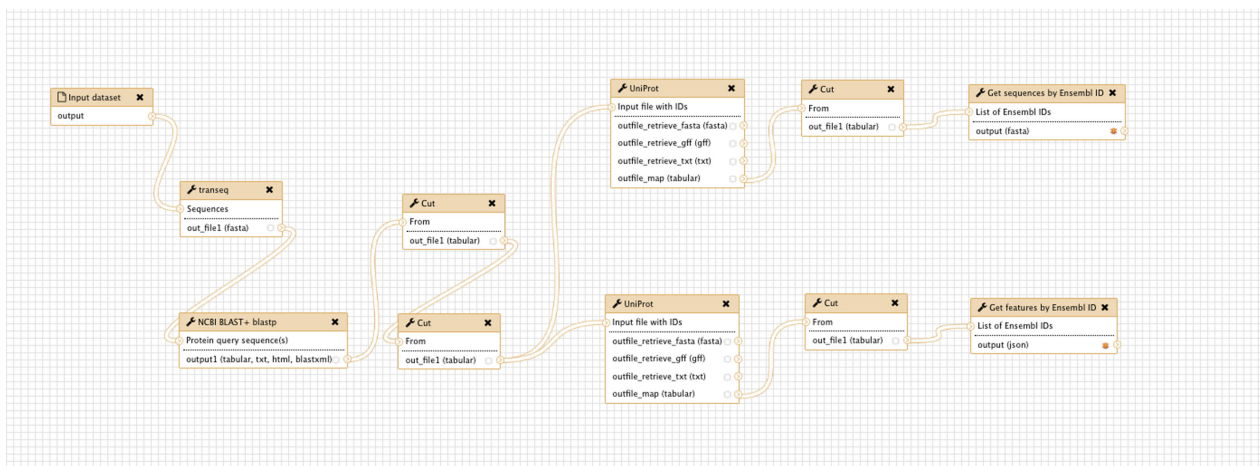 Input dataset
output
transeq
Sequences
out_file1 (fasta)
NCBI BLAST+ blastp
Protein query sequence(s)
output1 (tabular, txt, html, blastxml)
Cut
From
out_file1 (tabular)
Cut
From
out_file1 (tabular)
UniProt
Input file with IDs
outfile_retrieve_fasta (fasta)
outfile_retrieve_gff (gff)
outfile_retrieve_txt (txt)
outfile_map (tabular)
Cut
From
out_file1 (tabular)
Get sequences by Ensembl ID
List of Ensembl IDs
output (fasta)
UniProt
Input file with IDs
outfile_retrieve_fasta (fasta)
outfile_retrieve_gff (gff)
outfile_retrieve_txt (txt)
outfile_map (tabular)
Cut
From
out_file1 (tabular)
Get features by Ensembl ID
List of Ensembl IDs
output (json)